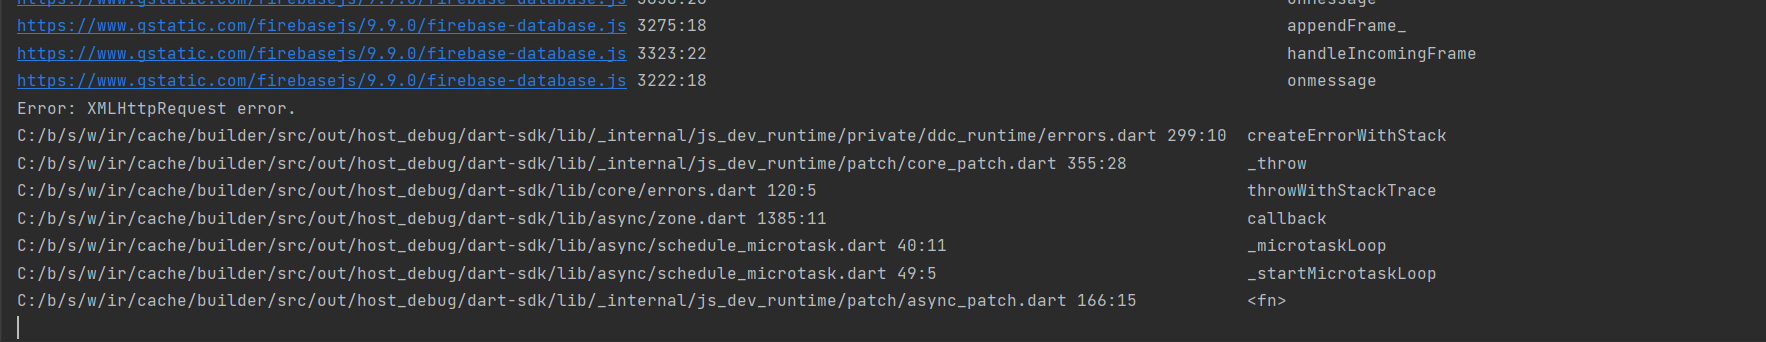 https://www.gstatic.com/firebasejs/9.9.0/firebase-database.js 3275:18 appendFrame_
https://www.gstatic.com/firebasejs/9.9.0/firebase-database.js 3323:22 handleIncomingFrame
https://www.gstatic.com/firebasejs/9.9.0/firebase-database.js 3222:18 onmessage
Error: XMLHttpRequest error.
C:/b/s/w/ir/cache/builder/src/out/host_debug/dart-sdk/lib/_internal/js_dev_runtime/private/ddc_runtime/errors.dart 299:10 createErrorWithStack
C:/b/s/w/ir/cache/builder/src/out/host_debug/dart-sdk/lib/_internal/js_dev_runtime/patch/core_patch.dart 355:28 _throw
C:/b/s/w/ir/cache/builder/src/out/host_debug/dart-sdk/lib/core/errors.dart 120:5 throwWithStackTrace
C:/b/s/w/ir/cache/builder/src/out/host_debug/dart-sdk/lib/async/zone.dart 1385:11 callback
C:/b/s/w/ir/cache/builder/src/out/host_debug/dart-sdk/lib/async/schedule_microtask.dart 40:11 _microtaskLoop
C:/b/s/w/ir/cache/builder/src/out/host_debug/dart-sdk/lib/async/schedule_microtask.dart 49:5 _startMicrotaskLoop
C:/b/s/w/ir/cache/builder/src/out/host_debug/dart-sdk/lib/_internal/js_dev_runtime/patch/async_patch.dart 166:15 <fn>